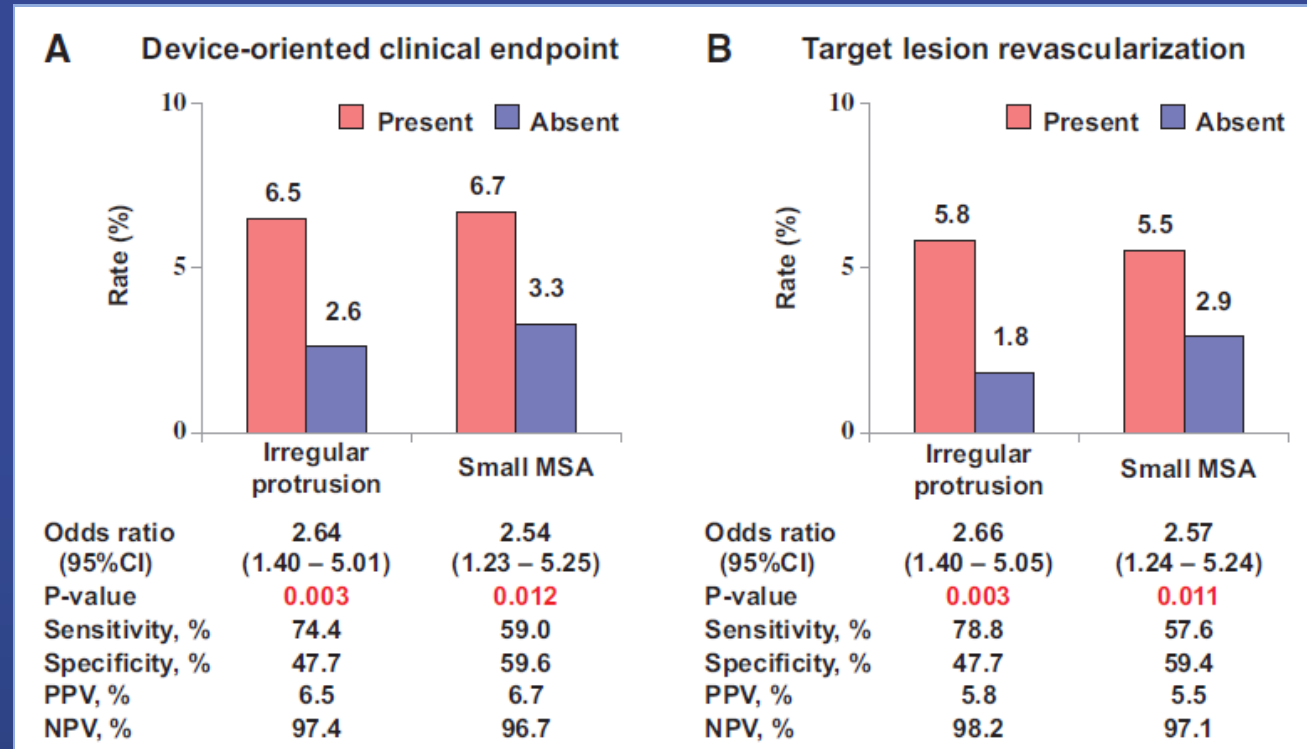 A Device-oriented clinical endpoint
10
Present Absent
6.5
6.7
Rate (%)
5
2.6
3.3
0
Irregular
protrusion
Small MSA
Odds ratio 2.64 2.54
(95%CI) (1.40 – 5.01) (1.23 – 5.25)
P-value 0.003 0.012
Sensitivity, % 74.4 59.0
Specificity, % 47.7 59.6
PPV, % 6.5 6.7
NPV, % 97.4 96.7
B Target lesion revascularization
10
Present Absent
5.8
5.5
Rate (%)
5
1.8
2.9
0
Irregular
protrusion
Small MSA
Odds ratio 2.66 2.57
(95%CI) (1.40 – 5.05) (1.24 – 5.24)
P-value 0.003 0.011
Sensitivity, % 78.8 57.6
Specificity, % 47.7 59.4
PPV, % 5.8 5.5
NPV, % 98.2 97.1